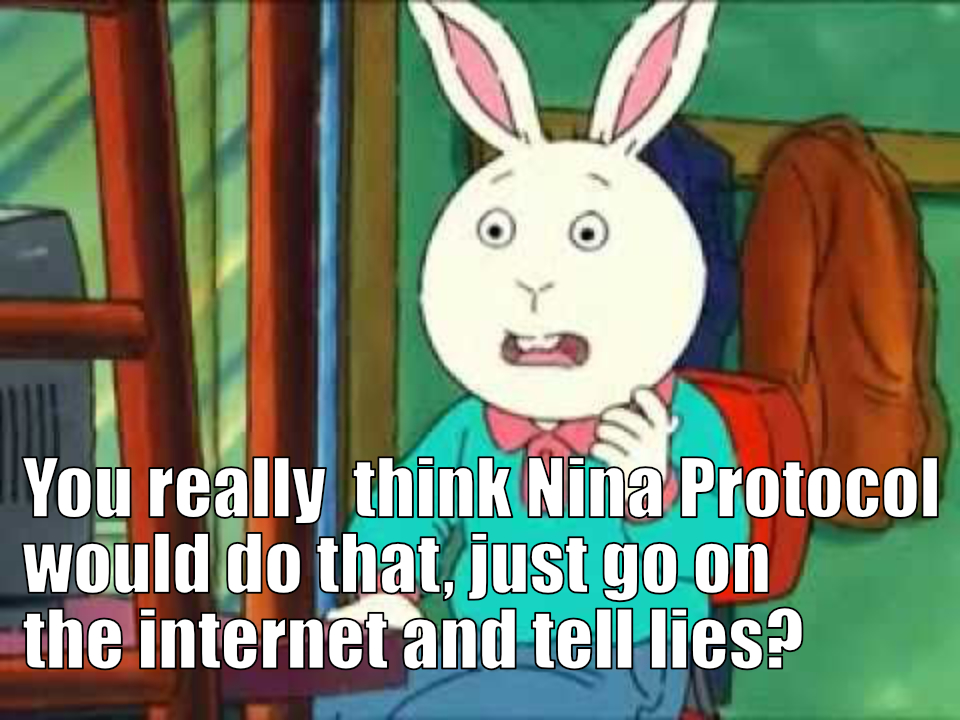 You really  think Nina Protocol
would do that, just go on
the internet and tell lies?